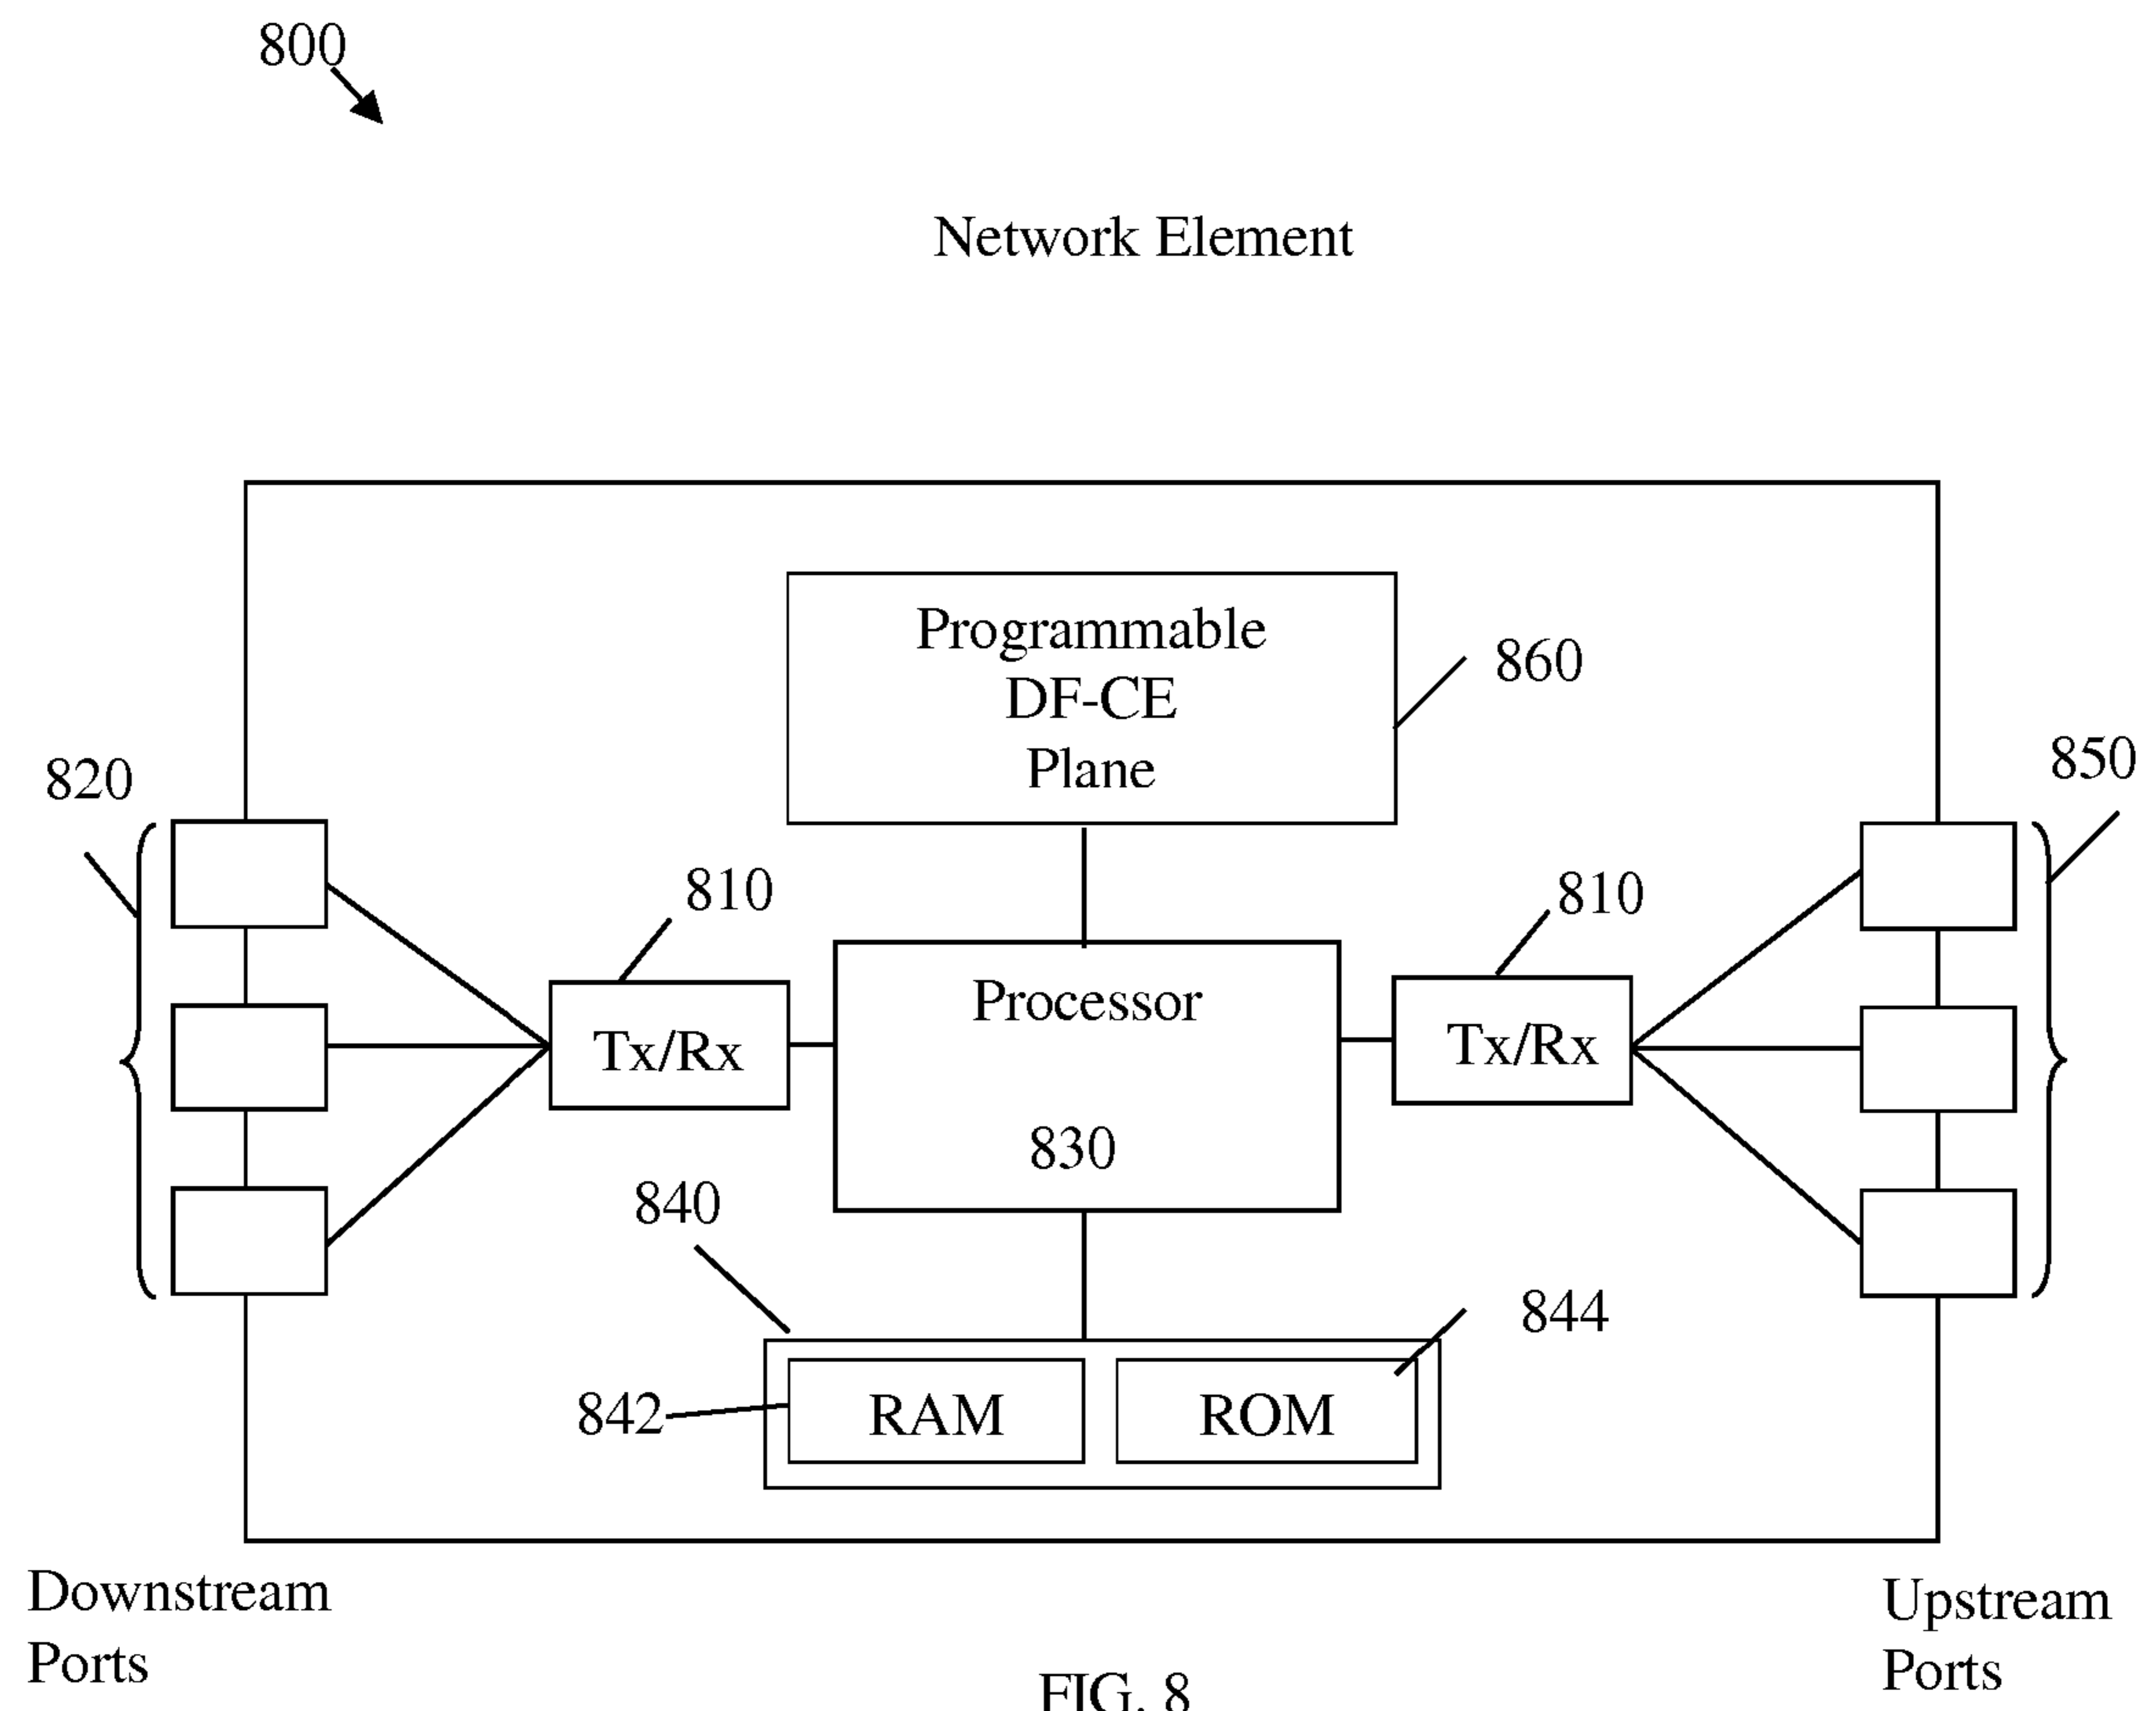 800
Network Element
Programmable
DF-CE
Plane
860
820
850
810
810
Processor
Tx/Rx
Tx/Rx
830
840
844
842
RAM
ROM
Downstream
Ports
Upstream
Ports
FIG. 8